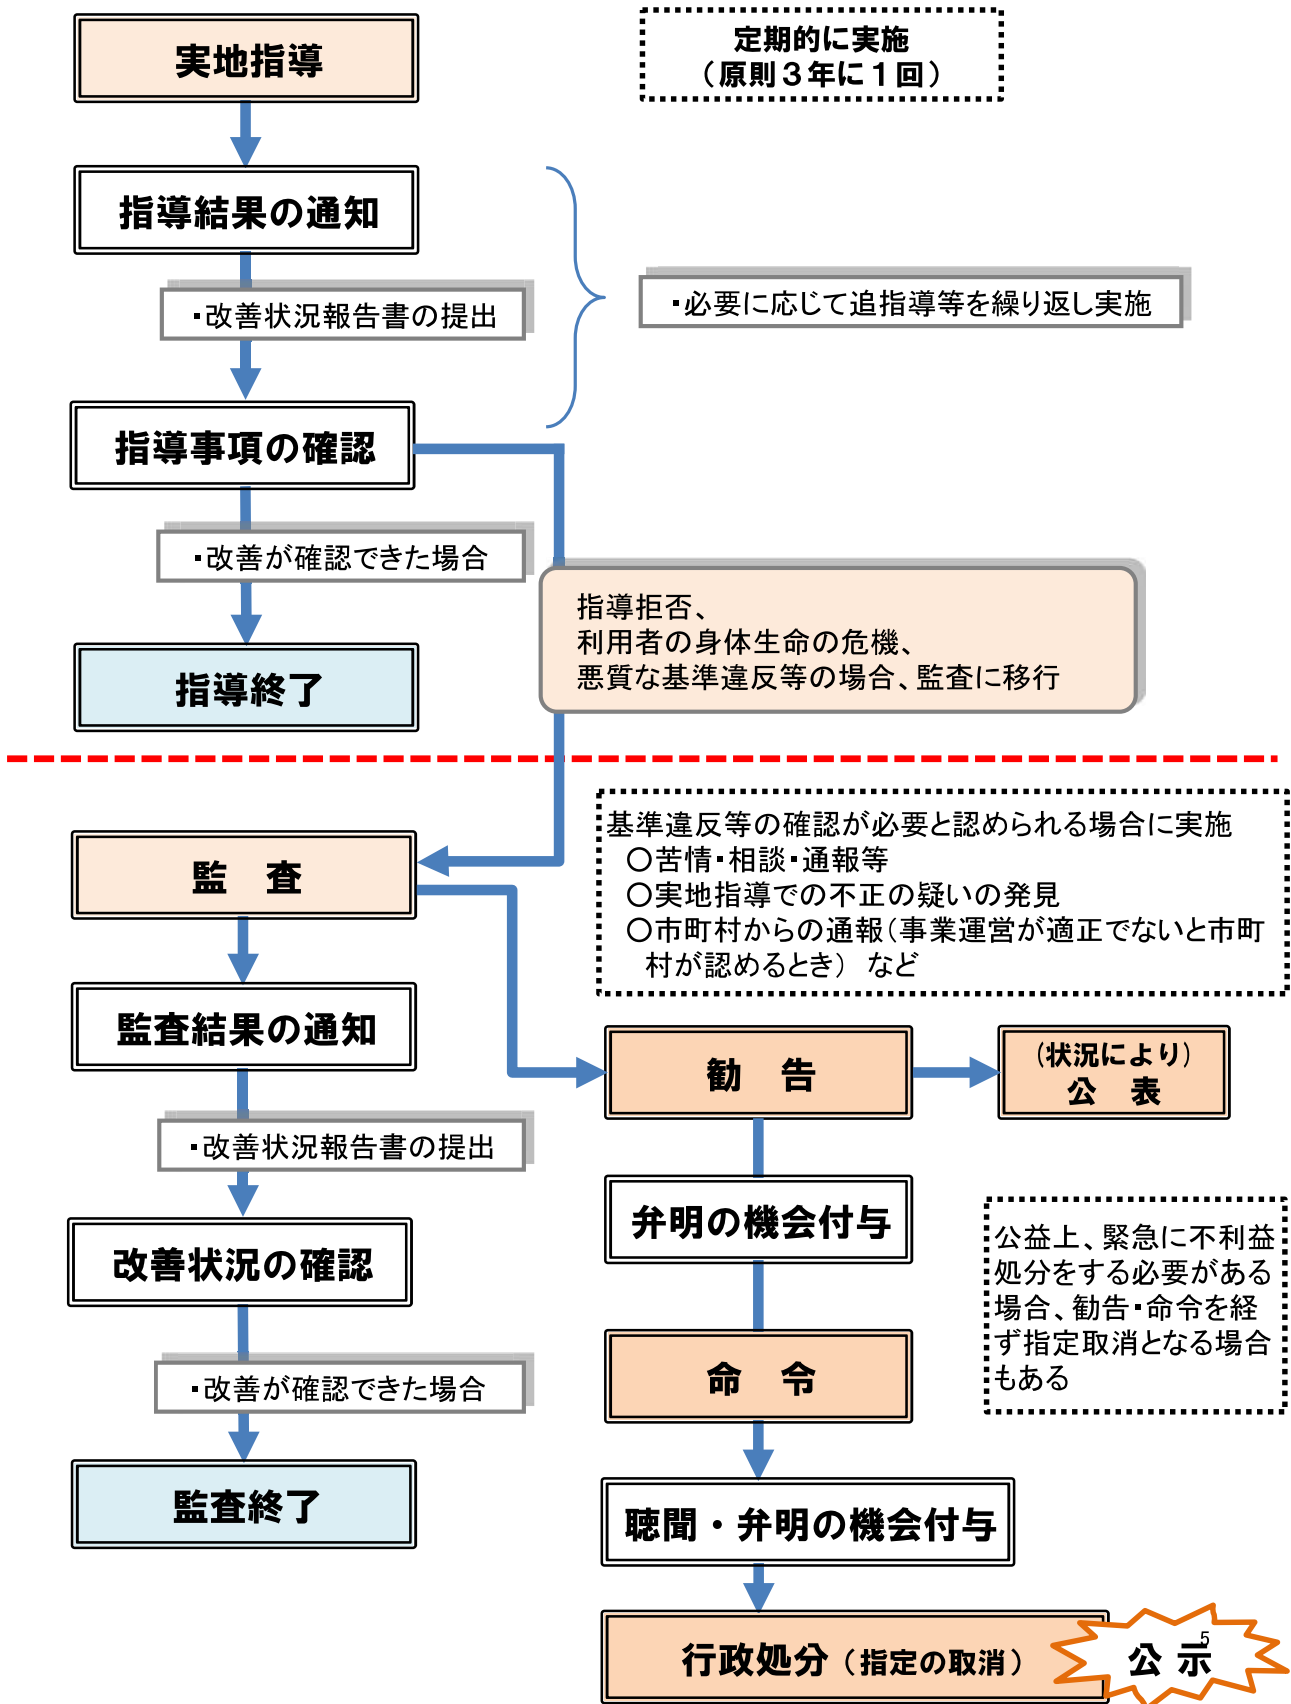 実地指導
定期的に実施
（原則３年に１回）
指導結果の通知
・改善状況報告書の提出
・必要に応じて追指導等を繰り返し実施
指導事項の確認
・改善が確認できた場合
指導拒否、
利用者の身体生命の危機、
悪質な基準違反等の場合、監査に移行
指導終了
基準違反等の確認が必要と認められる場合に実施
○苦情・相談・通報等
○実地指導での不正の疑いの発見
○市町村からの通報（事業運営が適正でないと市町
村が認めるとき） など
監　査
監査結果の通知
・改善状況報告書の提出
改善状況の確認
・改善が確認できた場合
監査終了
勧　告
（状況により）
公　表
弁明の機会付与
公益上、緊急に不利益
処分をする必要がある
場合、勧告・命令を経
ず指定取消となる場合
もある
命　令
聴聞・弁明の機会付与
行政処分（指定の取消）
公 示
5